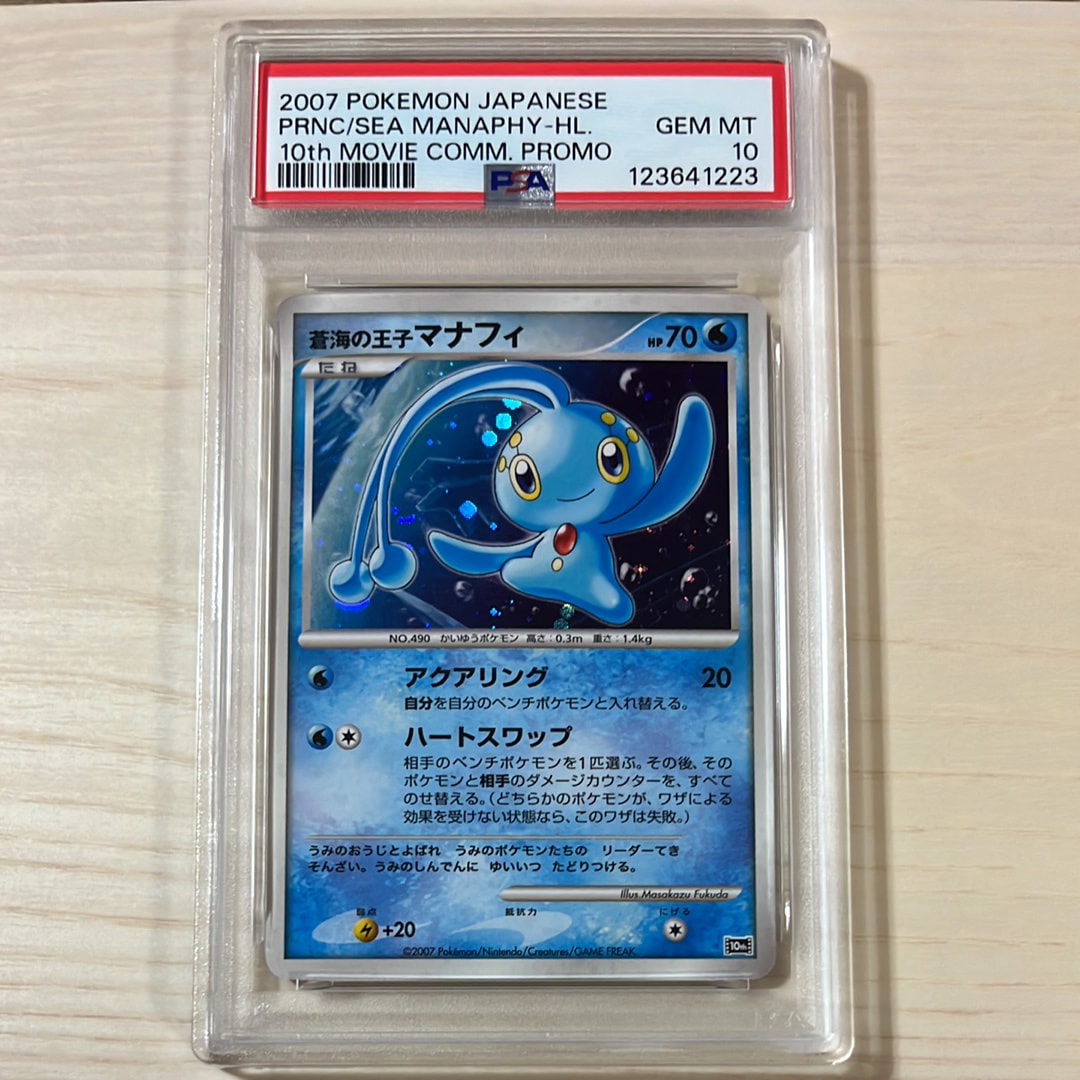 2007 POKEMON JAPANESE
PRNC/SEA MANAPHY-HL. GEM MT
10th MOVIE COMM. PROMO 10
PSA 123641223
蒼海の王子マナフィ HP70
たね
NO.490 かいゆうポケモン 高さ:0.3m 重さ:1.4kg
アクアリング 20
自分を自分のベンチポケモンと入れ替える。
ハートスワップ
相手のベンチポケモンを1匹選ぶ。その後、その
ポケモンと相手のダメージカウンターを、すべて
のせ替える。(どちらかのポケモンが、ワザによる
効果を受けない状態なら、このワザは失敗。)
うみのおうじとよばれ うみのポケモンたちの リーダーてき
そんざい。うみのしんでんに ゆいいつ たどりつける。
Illus.Masakazu Fukuda
弱点 抵抗力 にげる
+20
©2007 Pokémon/Nintendo/Creatures/GAME FREAK.
10th